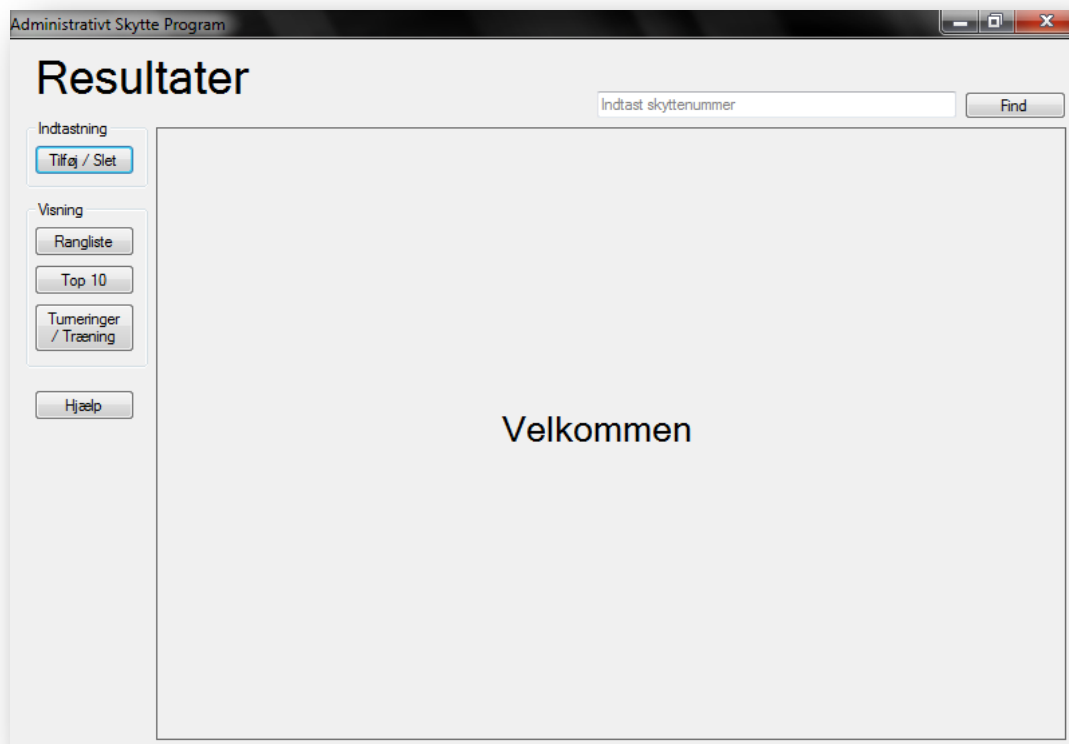 Administrativt Skytte Program
Resultater
Indtast skyttenummer
Find
Indtastning
Tilføj / Slet
Visning
Rangliste
Top 10
Turneringer
/ Træning
Hjælp
Velkommen